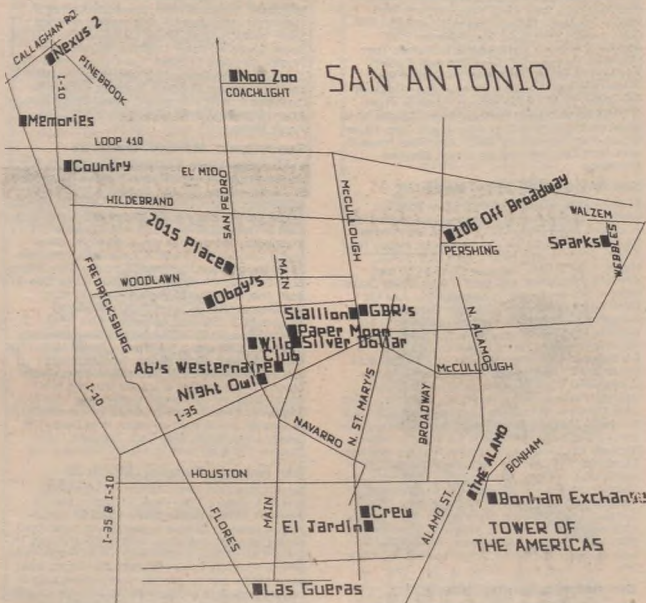 CALLAGHAN RD.
Nexus 2
PINEBROOK
I-10
Noo Zoo
COACHLIGHT
SAN ANTONIO
Memories
LOOP 410
Country
EL MIO
SAN PEDRO
McCULLOUGH
HILDEBRAND
106 Off Broadway
WALZEM
PERSHING
Sparks
WEBBLES
2015 Place
MAIN
FREDRICKSBURG
WOODLAWN
Oboy's
Stallion
GBR's
N. ALAMO
Paper Moon
Wild Club
Silver Dollar
Ab's Westernaire
McCULLOUGH
Night Owl
I-10
I-35
N. ST. MARY'S
BROADWAY
NAVARRO
THE ALAMO
BONHAM
HOUSTON
Bonham Exchange
I-35 & I-10
FLORES
MAIN
Crew
El Jardin
ALAMO ST.
TOWER OF
THE AMERICAS
Las Gueras